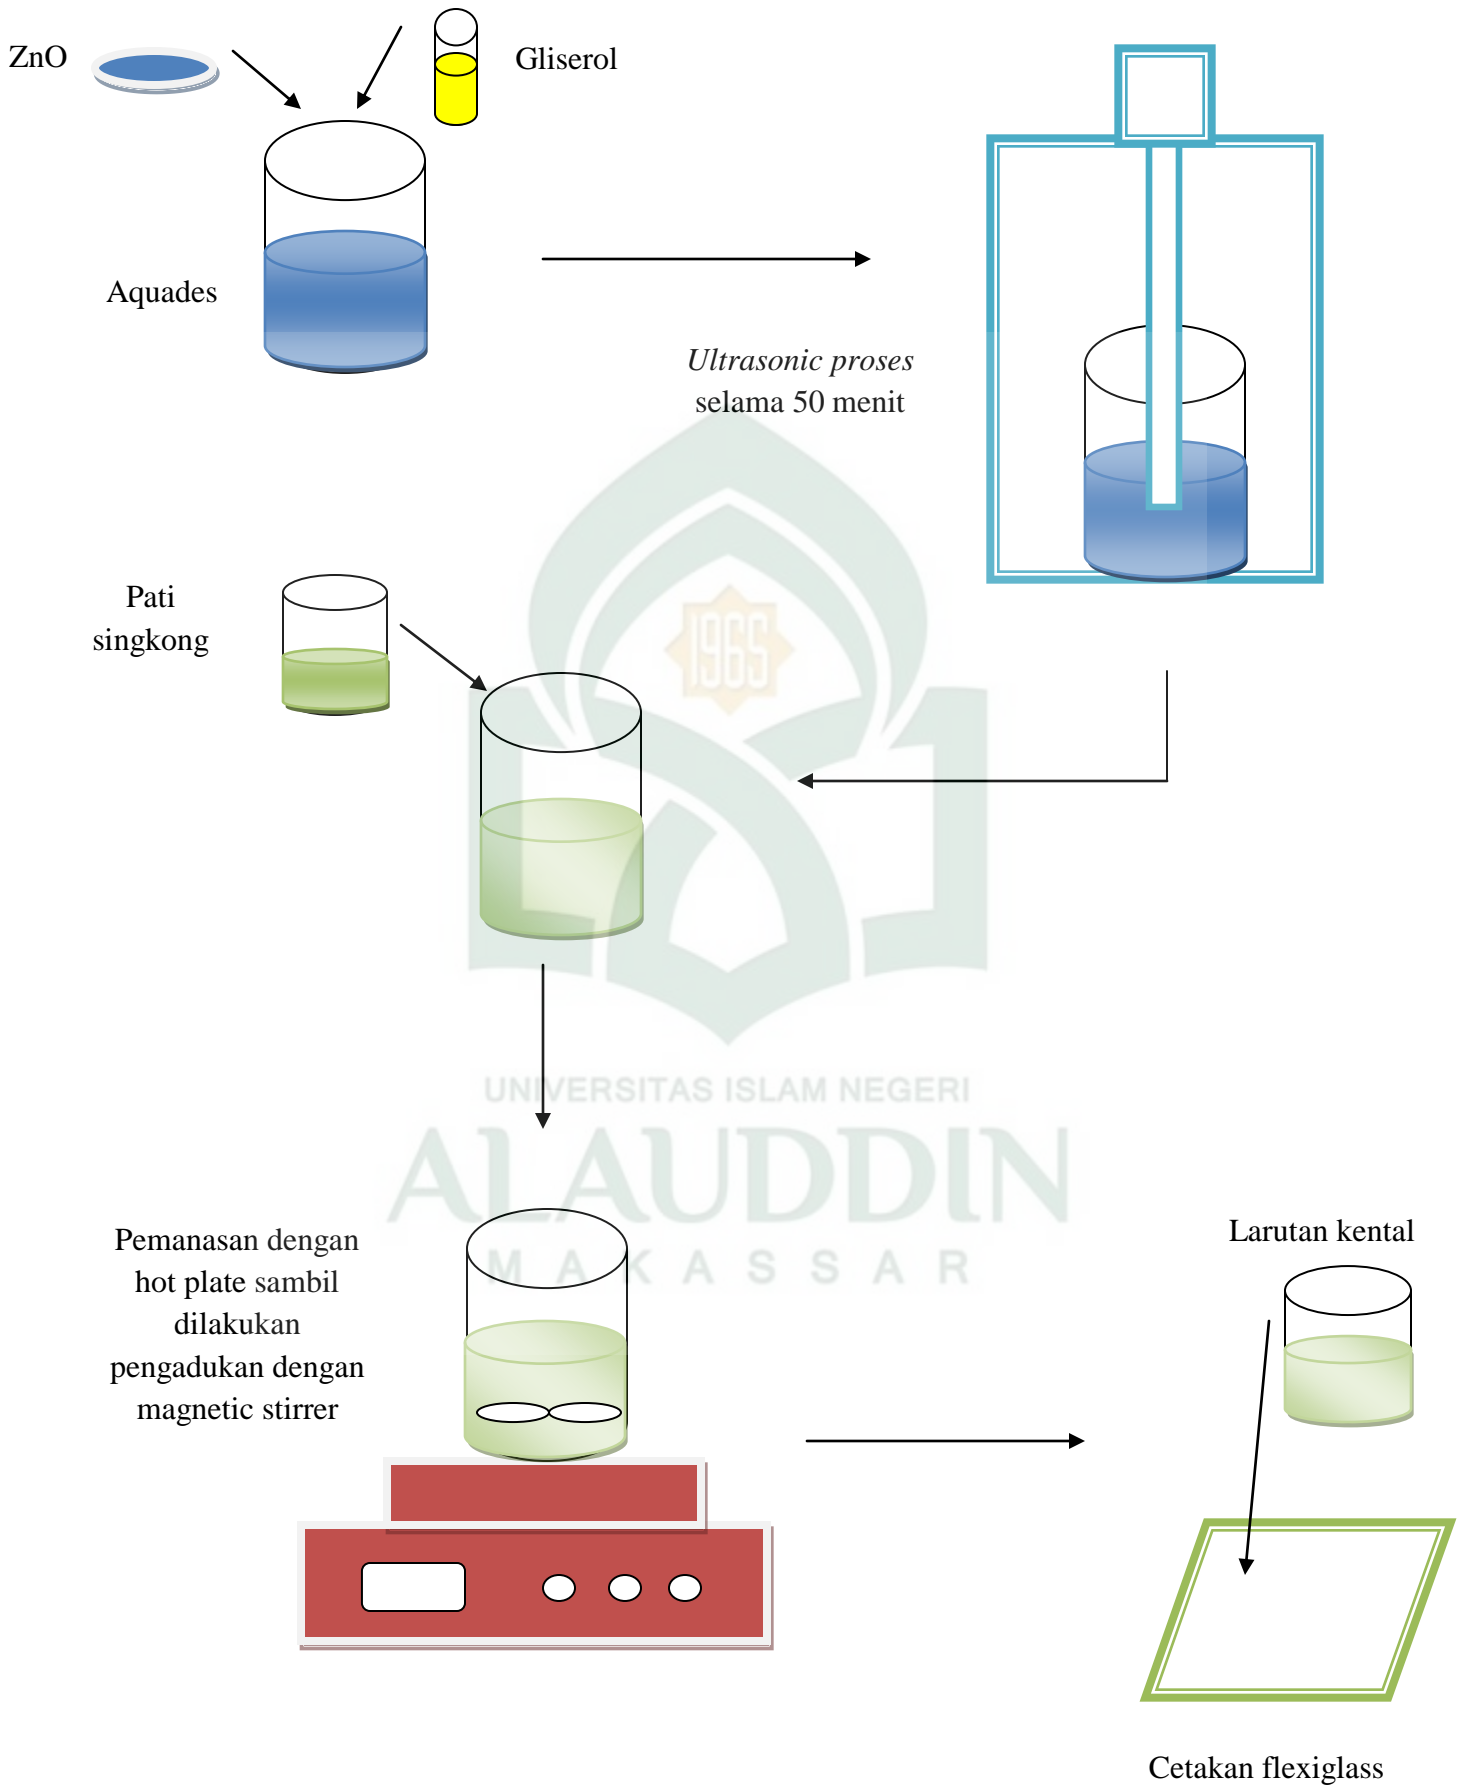 ZnO
Gliserol
Aquades
Ultrasonic proses
selama 50 menit
Pati
singkong
1965
UNIVERSITAS ISLAM NEGERI
ALAUDDIN
MAKASSAR
Pemanasan dengan
hot plate sambil
dilakukan
pengadukan dengan
magnetic stirrer
Larutan kental
Cetakan flexiglass